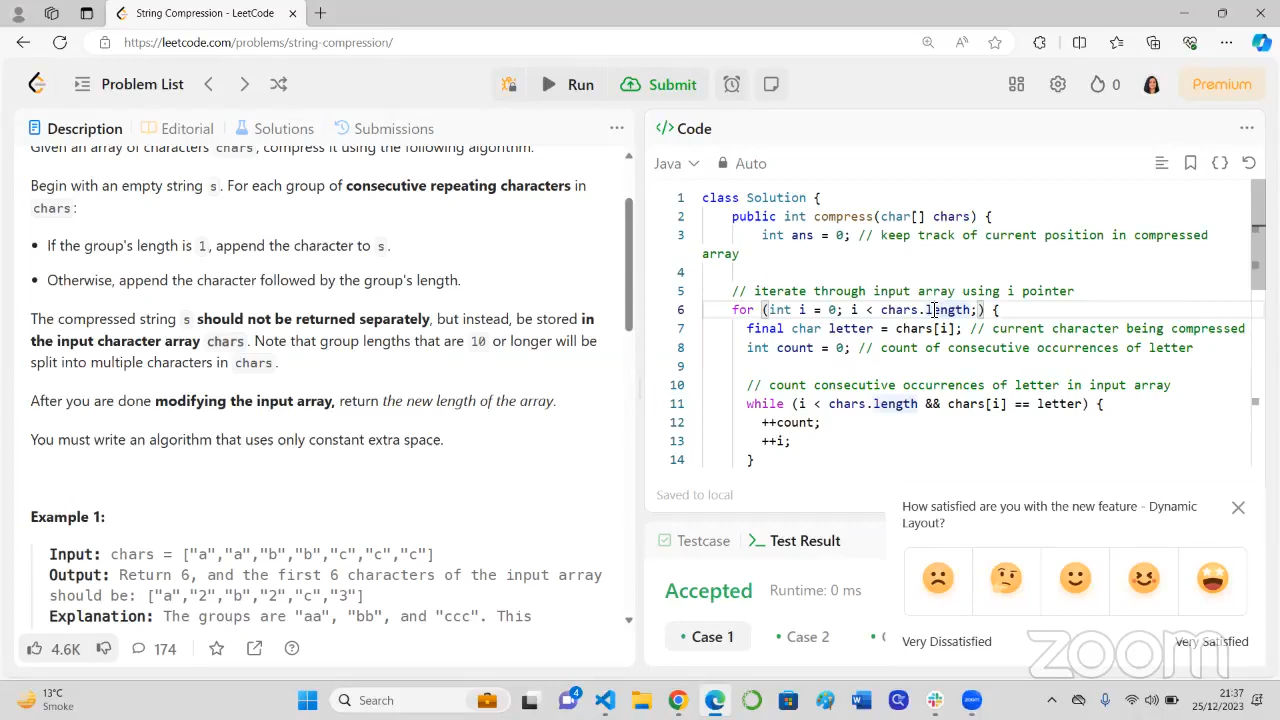 String Compression - LeetCode
https://leetcode.com/problems/string-compression/
Problem List
Run
Submit
0
Premium
Description
Editorial
Solutions
Submissions
Given an array of characters chars, compress it using the following algorithm:
Begin with an empty string s. For each group of consecutive repeating characters in
chars:
• If the group's length is 1, append the character to s.
• Otherwise, append the character followed by the group's length.
The compressed string s should not be returned separately, but instead, be stored in
the input character array chars. Note that group lengths that are 10 or longer will be
split into multiple characters in chars.
After you are done modifying the input array, return the new length of the array.
You must write an algorithm that uses only constant extra space.
Example 1:
Input: chars = ["a","a","b","b","c","c","c"]
Output: Return 6, and the first 6 characters of the input array
should be: ["a","2","b","2","c","3"]
Explanation: The groups are "aa", "bb", and "ccc". This
4.6K
174
</> Code
Java
Auto
1 class Solution {
2 public int compress(char[] chars) {
3 int ans = 0; // keep track of current position in compressed
array
4
5 // iterate through input array using i pointer
6 for (int i = 0; i < chars.length;) {
7 final char letter = chars[i]; // current character being compressed
8 int count = 0; // count of consecutive occurrences of letter
9
10 // count consecutive occurrences of letter in input array
11 while (i < chars.length && chars[i] == letter) {
12 ++count;
13 ++i;
14 }
Saved to local
Testcase
>_ Test Result
Accepted
Runtime: 0 ms
• Case 1
• Case 2
How satisfied are you with the new feature - Dynamic
Layout?
Very Dissatisfied
Very Satisfied
zoom
13°C
Smoke
Search
4
zoom
21:37
25/12/2023